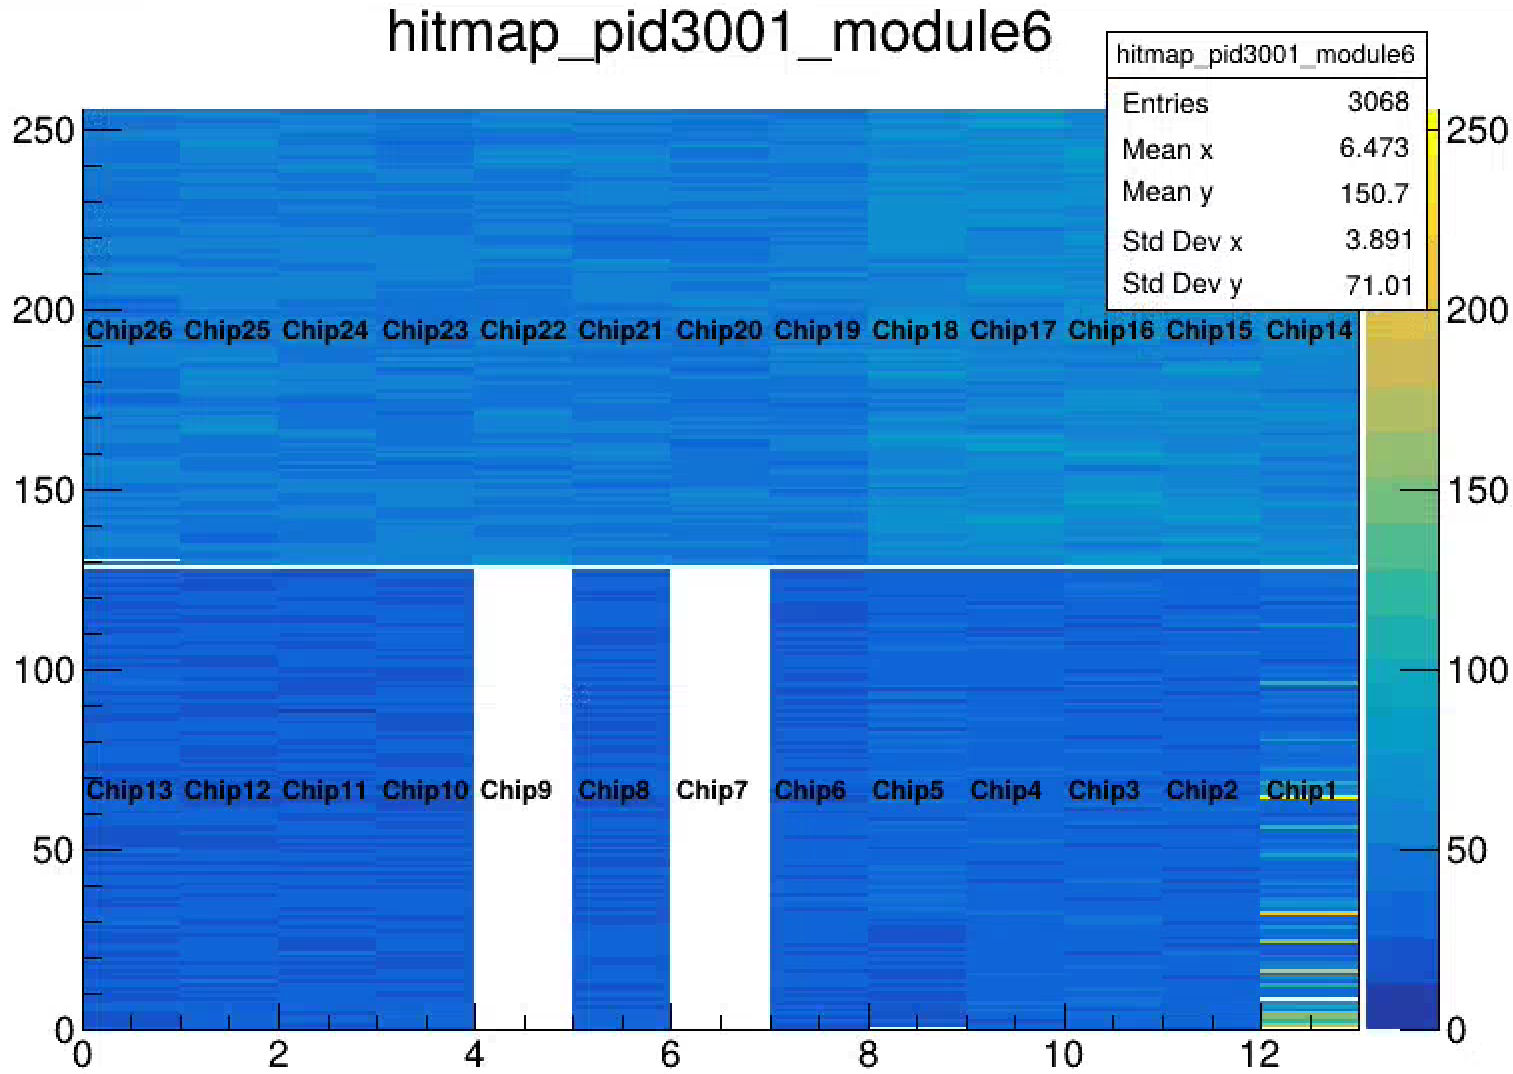 hitmap_pid3001_module6
hitmap_pid3001_module6
Entries 3068
Mean x 6.473
Mean y 150.7
Std Dev x 3.891
Std Dev y 71.01
250 250
200 200
Chip26 Chip25 Chip24 Chip23 Chip22 Chip21 Chip20 Chip19 Chip18 Chip17 Chip16 Chip15 Chip14
150 150
100 100
Chip13 Chip12 Chip11 Chip10 Chip9 Chip8 Chip7 Chip6 Chip5 Chip4 Chip3 Chip2 Chip1
50 50
0 0
0 2 4 6 8 10 12